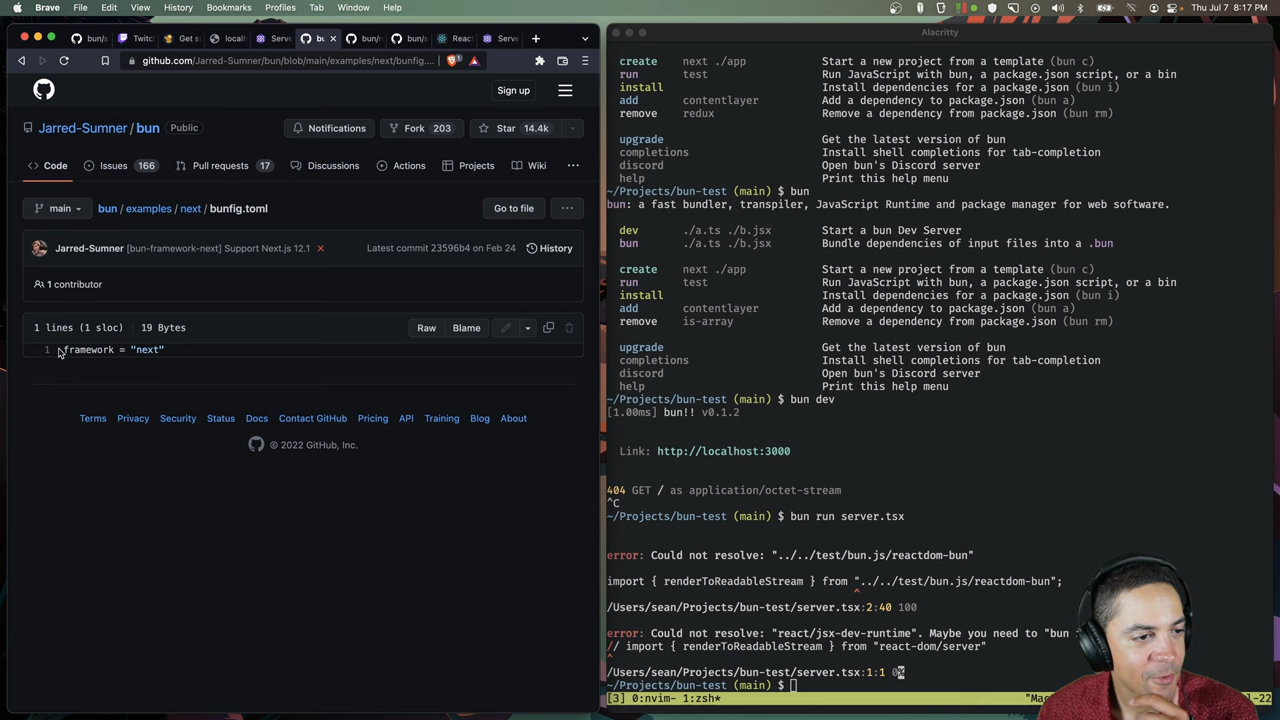 Brave File Edit View History Bookmarks Profiles Tab Window Help
Thu Jul 7 8:17 PM
bun/s Twitch Get s localh Serve bu bun/r bun/s React Serve
github.com/Jarred-Sumner/bun/blob/main/examples/next/bunfig....
Sign up
Jarred-Sumner / bun Public
Notifications Fork 203 Star 14.4k
Code Issues 166 Pull requests 17 Discussions Actions Projects Wiki
main bun / examples / next / bunfig.toml Go to file
Jarred-Sumner [bun-framework-next] Support Next.js 12.1 Latest commit 23596b4 on Feb 24 History
1 contributor
1 lines (1 sloc) 19 Bytes Raw Blame
1 framework = "next"
Terms Privacy Security Status Docs Contact GitHub Pricing API Training Blog About
© 2022 GitHub, Inc.
Alacritty
create next ./app Start a new project from a template (bun c)
run test Run JavaScript with bun, a package.json script, or a bin
install Install dependencies for a package.json (bun i)
add contentlayer Add a dependency to package.json (bun a)
remove redux Remove a dependency from package.json (bun rm)
upgrade Get the latest version of bun
completions Install shell completions for tab-completion
discord Open bun's Discord server
help Print this help menu
~/Projects/bun-test (main) $ bun
bun: a fast bundler, transpiler, JavaScript Runtime and package manager for web software.
dev ./a.ts ./b.jsx Start a bun Dev Server
bun ./a.ts ./b.jsx Bundle dependencies of input files into a .bun
create next ./app Start a new project from a template (bun c)
run test Run JavaScript with bun, a package.json script, or a bin
install Install dependencies for a package.json (bun i)
add contentlayer Add a dependency to package.json (bun a)
remove is-array Remove a dependency from package.json (bun rm)
upgrade Get the latest version of bun
completions Install shell completions for tab-completion
discord Open bun's Discord server
help Print this help menu
~/Projects/bun-test (main) $ bun dev
[1.00ms] bun!! v0.1.2
Link: http://localhost:3000
404 GET / as application/octet-stream
^C
~/Projects/bun-test (main) $ bun run server.tsx
error: Could not resolve: "../../test/bun.js/reactdom-bun"
import { renderToReadableStream } from "../../test/bun.js/reactdom-bun";
^
/Users/sean/Projects/bun-test/server.tsx:2:40 100
error: Could not resolve: "react/jsx-dev-runtime". Maybe you need to "bun
// import { renderToReadableStream } from "react-dom/server"
^
/Users/sean/Projects/bun-test/server.tsx:1:1
~/Projects/bun-test (main) $
[3] 0:nvim- 1:zsh*